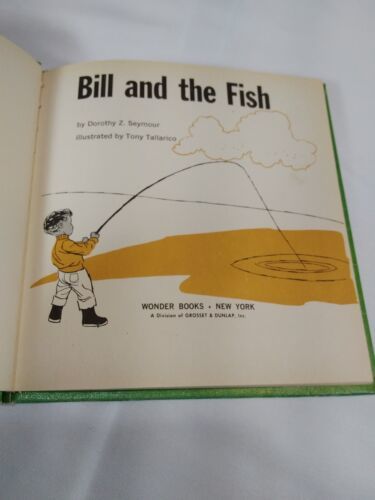 Bill and the Fish
by Dorothy Z. Seymour
illustrated by Tony Tallarico
WONDER BOOKS • NEW YORK
A Division of GROSSET & DUNLAP, Inc.